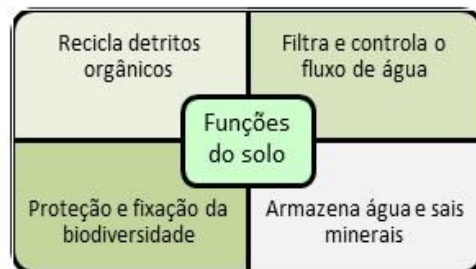 Recicla detritos
orgânicos
Filtra e controla o
fluxo de água
Funções
do solo
Proteção e fixação da
biodiversidade
Armazena água e sais
minerais